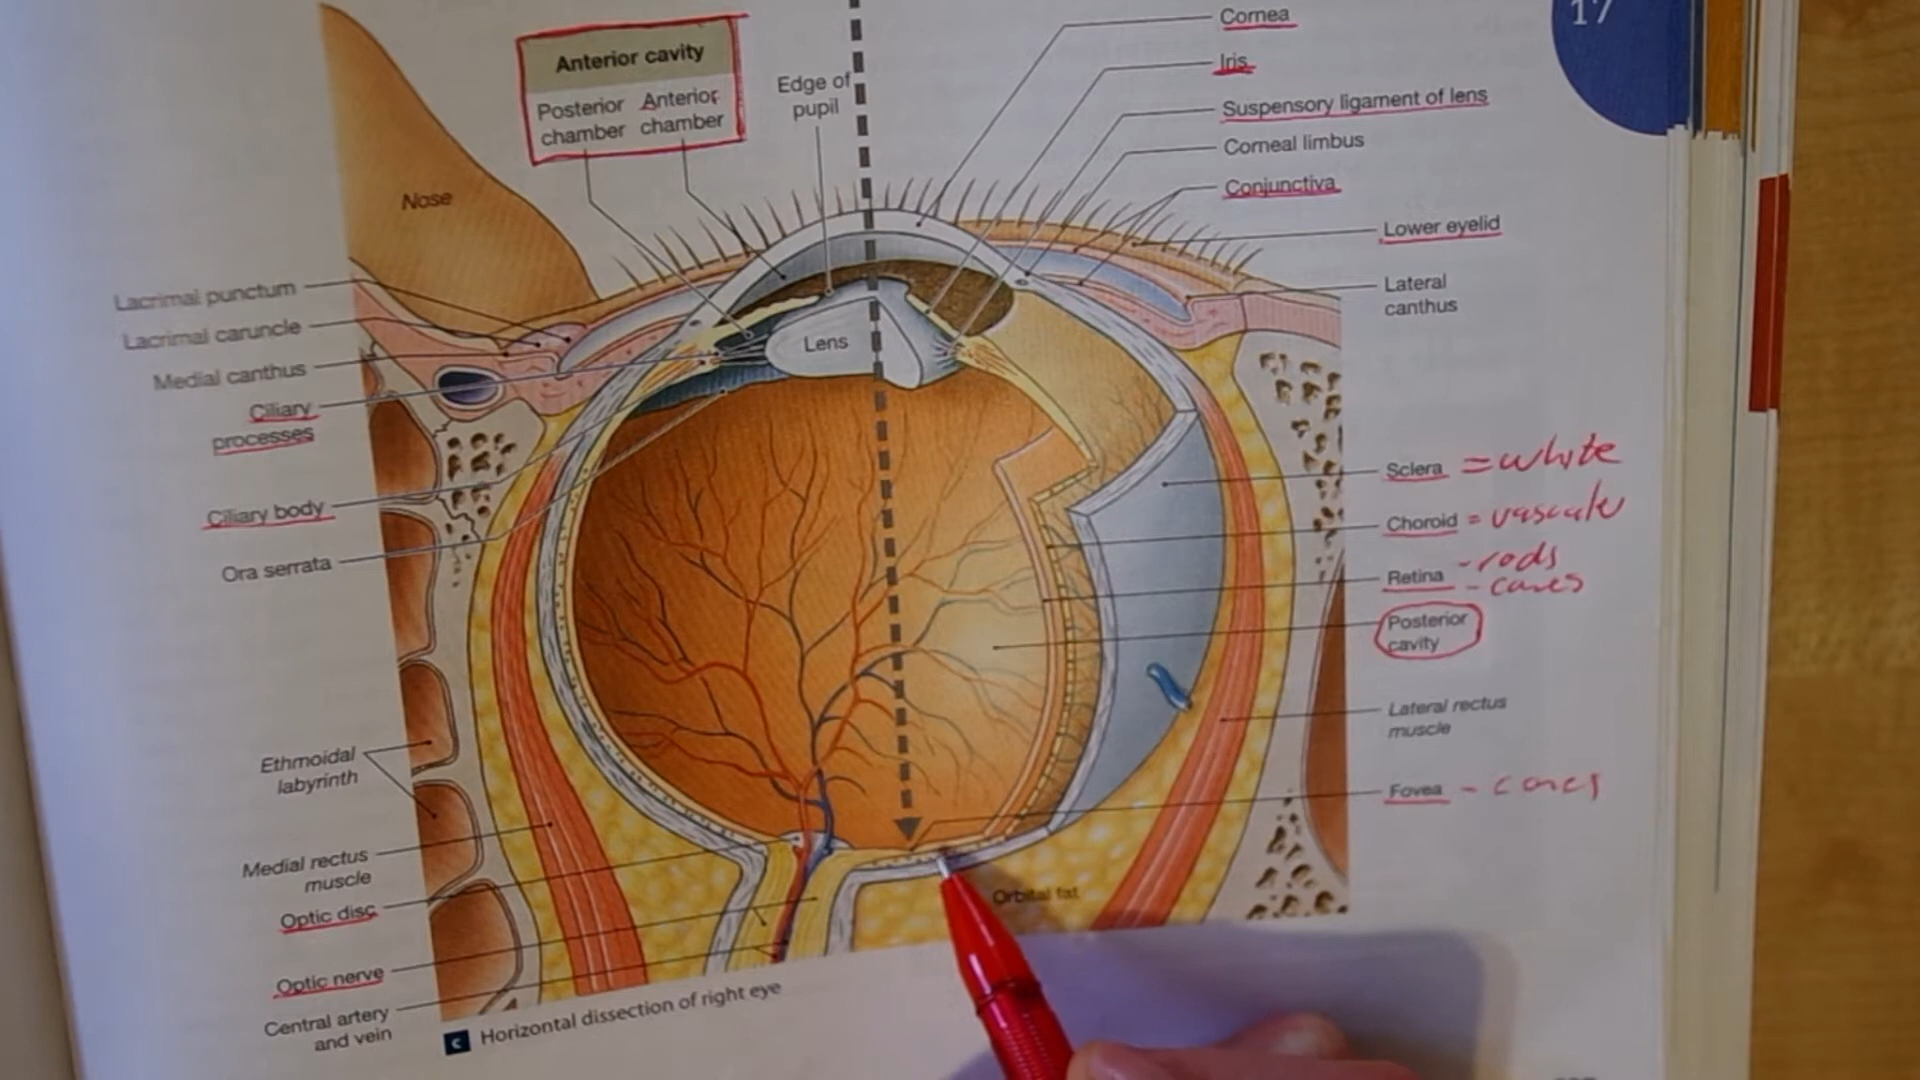 17
Anterior cavity
Posterior chamber
Anterior chamber
Edge of pupil
Cornea
Iris
Suspensory ligament of lens
Corneal limbus
Conjunctiva
Lower eyelid
Lateral canthus
Nose
Lens
Lacrimal punctum
Lacrimal caruncle
Medial canthus
Ciliary processes
Ciliary body
Ora serrata
Ethmoidal labyrinth
Medial rectus muscle
Optic disc
Optic nerve
Central artery and vein
Sclera = white
Choroid = vascular
Retina - rods
- cones
Posterior cavity
Lateral rectus muscle
Fovea - cones
Orbital fat
c Horizontal dissection of right eye